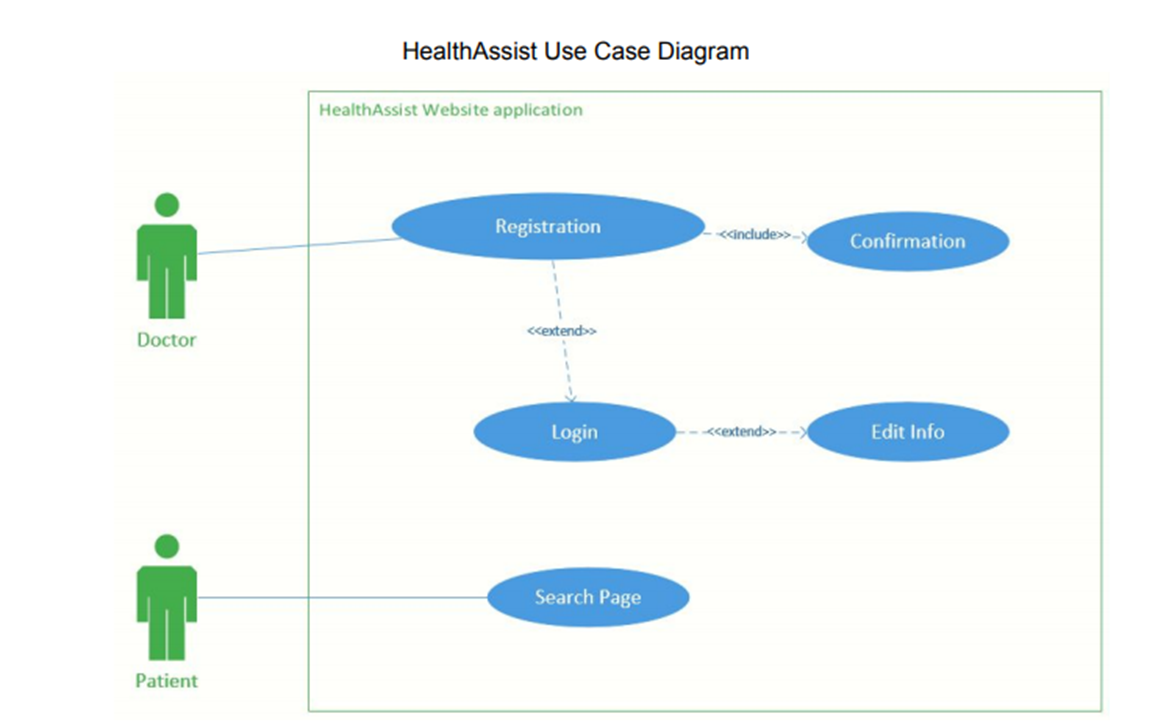 HealthAssist Use Case Diagram
HealthAssist Website application
Registration
<<include>>
Confirmation
Doctor
<<extend>>
Login
<<extend>>
Edit Info
Search Page
Patient